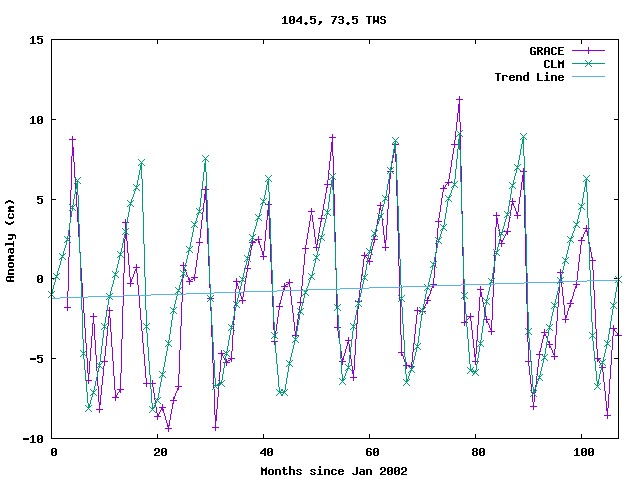 104.5, 73.5 TWS
GRACE
CLM
Trend Line
15
10
5
0
-5
-10
Anomaly (cm)
0 20 40 60 80 100
Months since Jan 2002